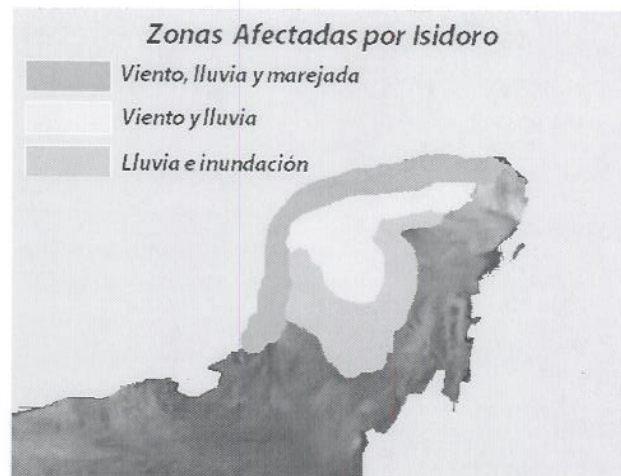 Zonas Afectadas por Isidoro
Viento, lluvia y marejada
Viento y lluvia
Lluvia e inundación